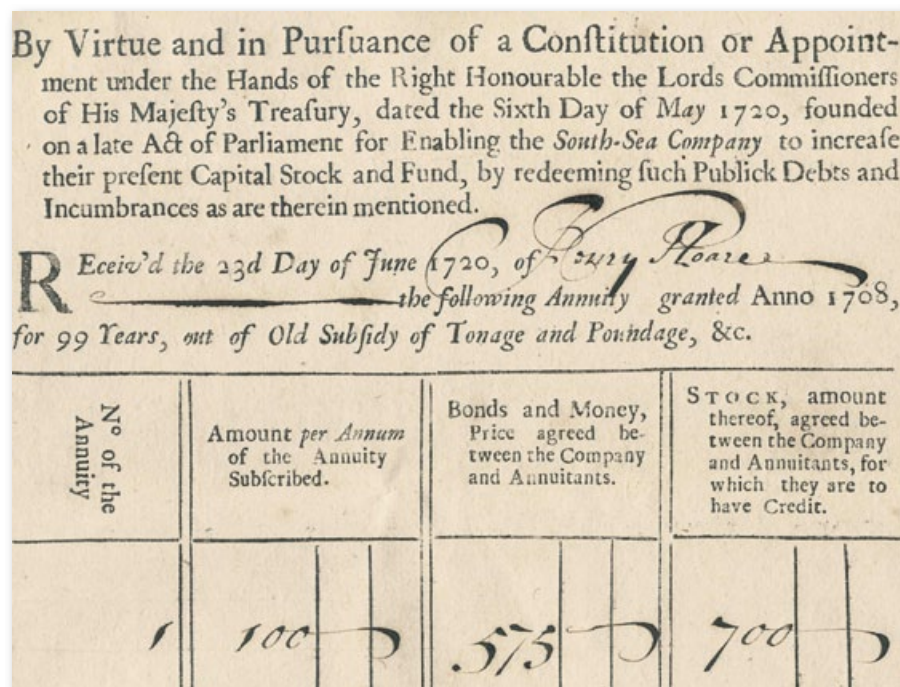 By Virtue and in Purſuance of a Conſtitution or Appoint-
ment under the Hands of the Right Honourable the Lords Commiſſioners
of His Majeſty's Treaſury, dated the Sixth Day of May 1720, founded
on a late Act of Parliament for Enabling the South-Sea Company to increaſe
their preſent Capital Stock and Fund, by redeeming ſuch Publick Debts and
Incumbrances as are therein mentioned.
REceiv'd the 23d Day of June 1720, of Henry Hoare
the following Annuity granted Anno 1708,
for 99 Years, out of Old Subſidy of Tonage and Poundage, &c.
No of the
Annuity
Amount per Annum
of the Annuity
Subſcribed.
Bonds and Money,
Price agreed be-
tween the Company
and Annuitants.
STOCK, amount
thereof, agreed be-
tween the Company
and Annuitants, for
which they are to
have Credit.
1 100 575 700